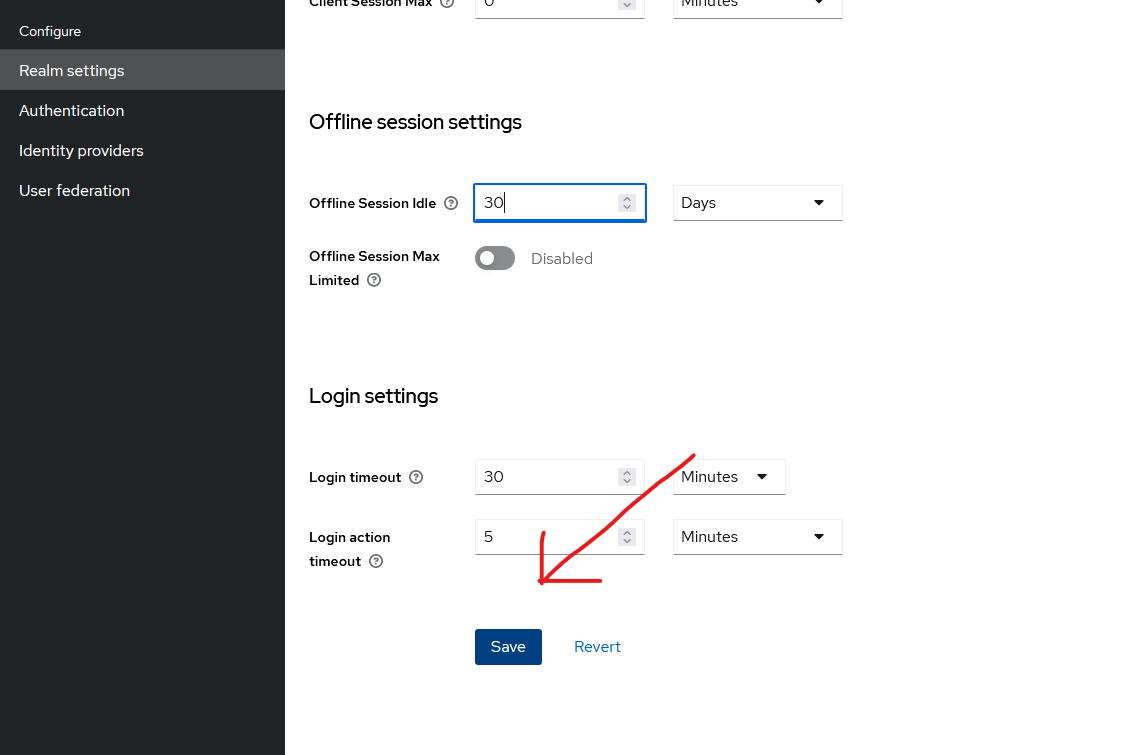 Configure
Realm settings
Authentication
Identity providers
User federation
Client Session Max 0 Minutes
Offline session settings
Offline Session Idle 30 Days
Offline Session Max
Limited Disabled
Login settings
Login timeout 30 Minutes
Login action
timeout 5 Minutes
Save Revert